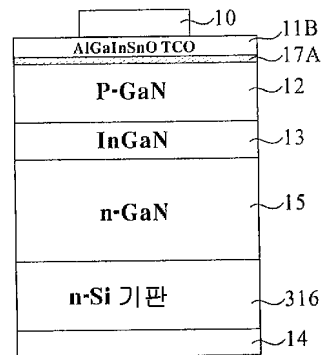 10
11B
AlGaInSnO TCO
17A
P-GaN
12
InGaN
13
n-GaN
15
n-Si 기판
316
14